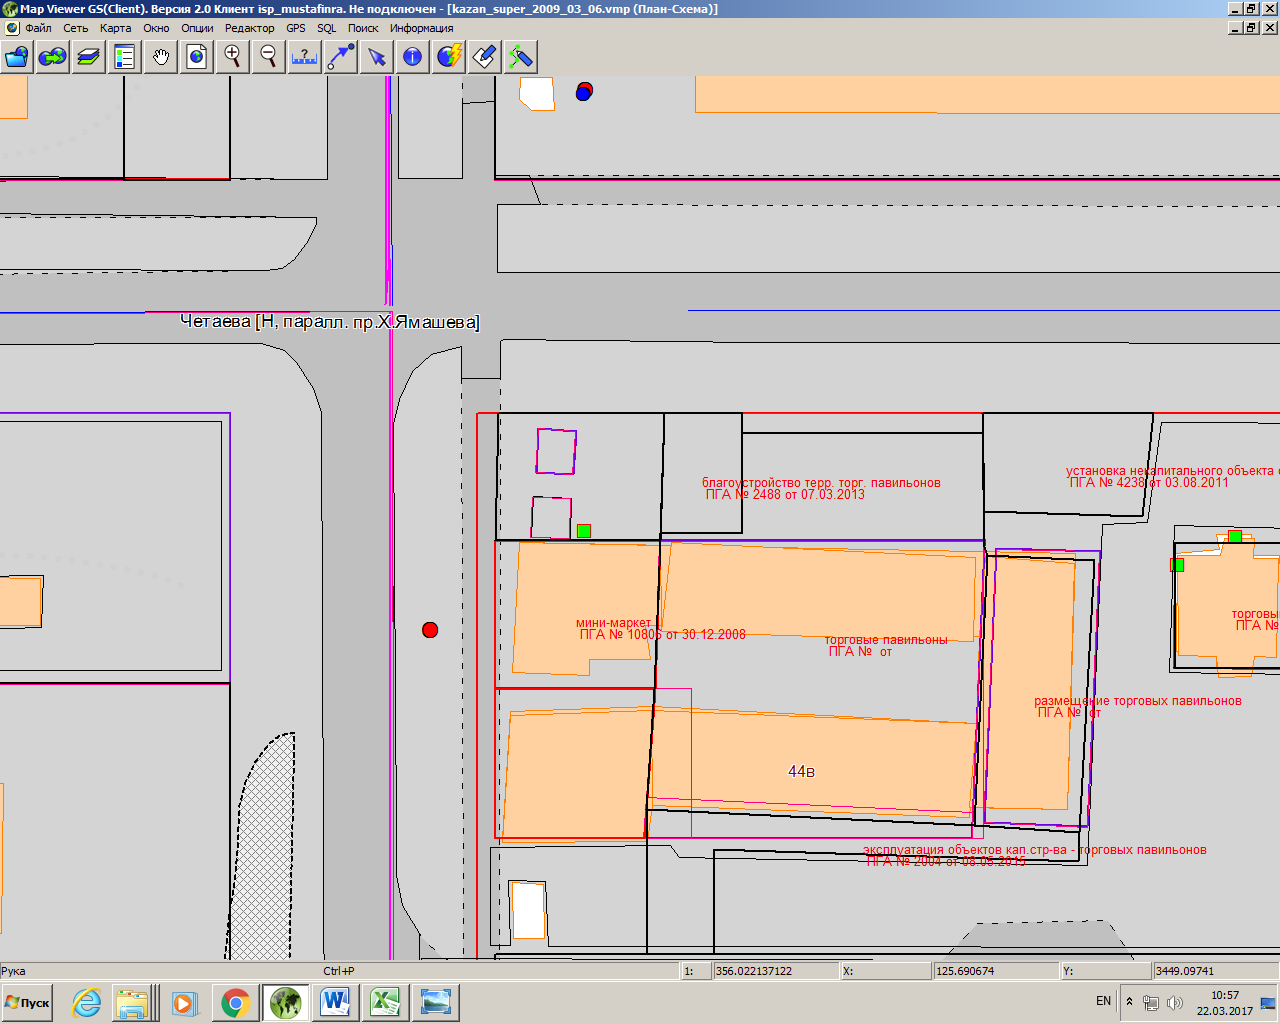 Map Viewer GS(Client). Версия 2.0 Клиент isp_mustafinra. Не подключен - [kazan_super_2009_03_06.vmp (План-Схема)]
Файл Сеть Карта Окно Опции Редактор GPS SQL Поиск Информация
Четаева [Н, паралл. пр.Х.Ямашева]
установка некапитального объекта
ПГА № 4238 от 03.08.2011
благоустройство терр. торг. павильонов
ПГА № 2488 от 07.03.2013
мини-маркет
ПГА № 10805 от 30.12.2008
торговые павильоны
ПГА № от
торговы
ПГА №
размещение торговых павильонов
ПГА № от
44в
эксплуатация объектов кап.стр-ва - торговых павильонов
ПГА № 2004 от 08.05.2015
Рука Ctrl+P 1: 356.022137122 X: 125.690674 Y: 3449.09741
Пуск EN 10:57
22.03.2017